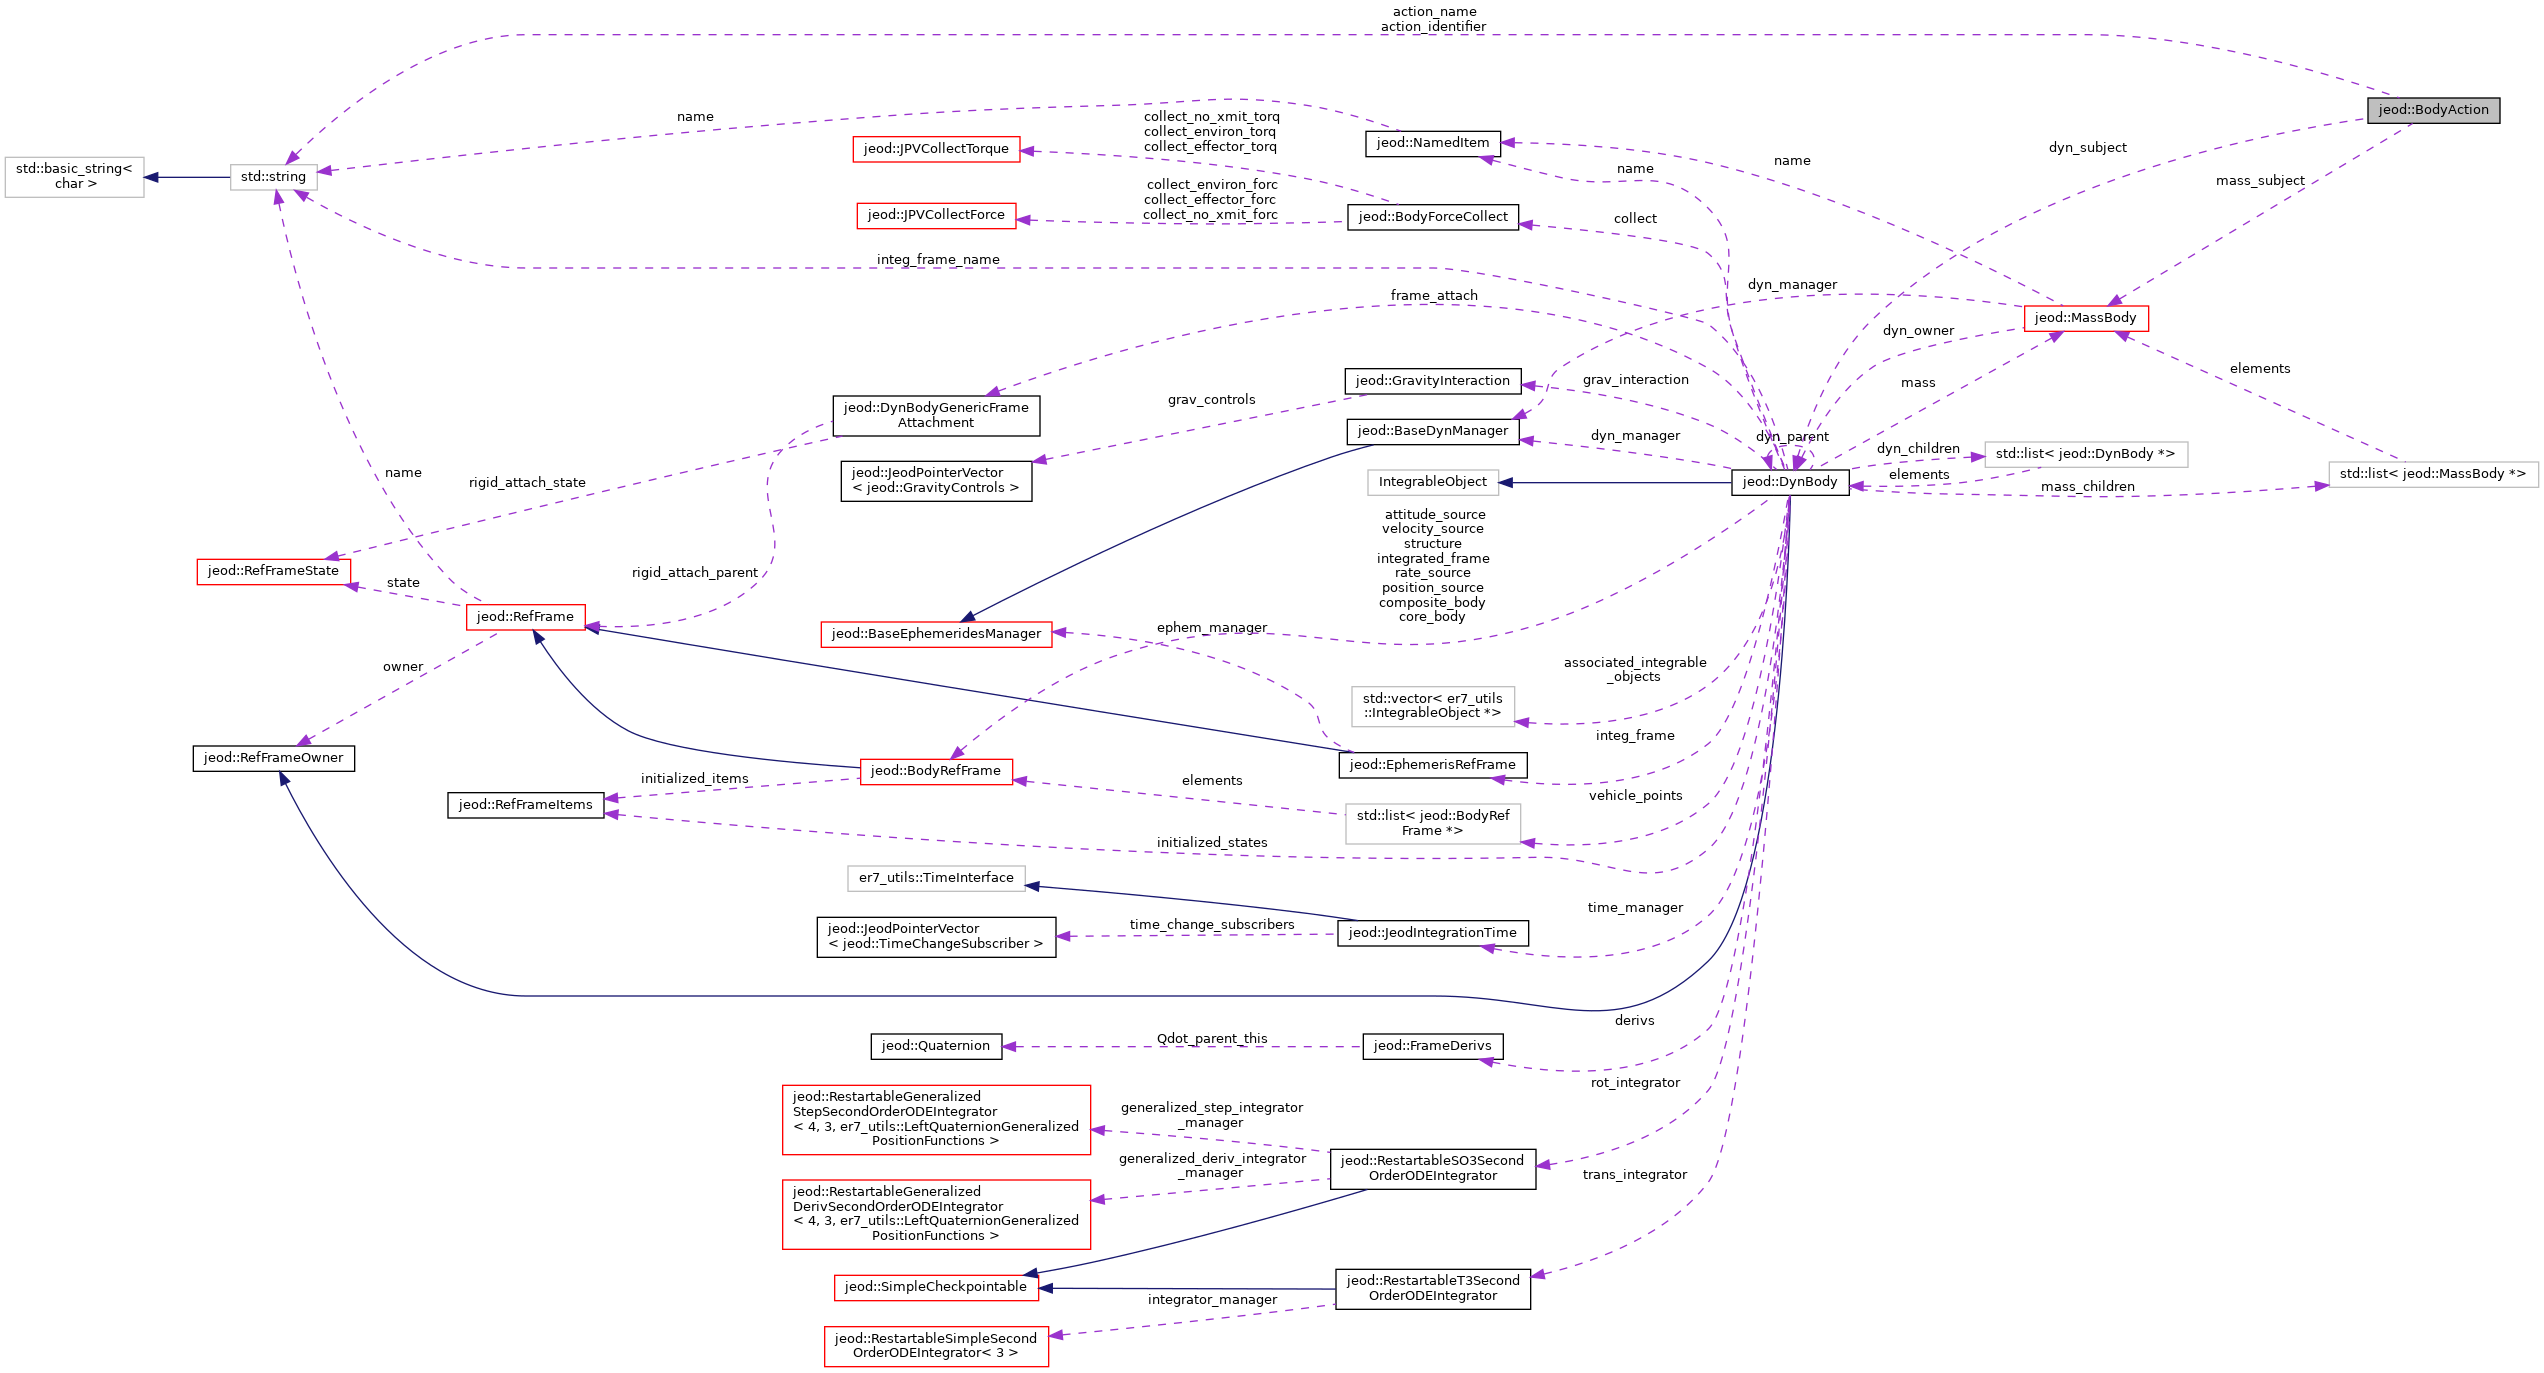 action_name
action_identifier
jeod::BodyAction
name
collect_no_xmit_torq
collect_environ_torq
collect_effector_torq
jeod::JPVCollectTorque
jeod::NamedItem
dyn_subject
name
name
mass_subject
std::basic_string<
char >
std::string
collect_environ_forc
collect_effector_forc
collect_no_xmit_forc
jeod::JPVCollectForce
jeod::BodyForceCollect
collect
integ_frame_name
frame_attach
dyn_manager
jeod::MassBody
dyn_owner
elements
jeod::GravityInteraction
grav_interaction
mass
grav_controls
jeod::DynBodyGenericFrame
Attachment
jeod::BaseDynManager
dyn_manager
dyn_parent
dyn_children
std::list< jeod::DynBody *>
name
jeod::JeodPointerVector
< jeod::GravityControls >
rigid_attach_state
IntegrableObject
jeod::DynBody
elements
mass_children
std::list< jeod::MassBody *>
attitude_source
velocity_source
structure
integrated_frame
rate_source
position_source
composite_body
core_body
jeod::RefFrameState
state
rigid_attach_parent
jeod::RefFrame
jeod::BaseEphemeridesManager
ephem_manager
owner
associated_integrable
_objects
std::vector< er7_utils
::IntegrableObject *>
integ_frame
jeod::RefFrameOwner
jeod::BodyRefFrame
jeod::EphemerisRefFrame
initialized_items
elements
vehicle_points
jeod::RefFrameItems
std::list< jeod::BodyRef
Frame *>
initialized_states
er7_utils::TimeInterface
time_manager
jeod::JeodPointerVector
< jeod::TimeChangeSubscriber >
time_change_subscribers
jeod::JeodIntegrationTime
derivs
jeod::Quaternion
Qdot_parent_this
jeod::FrameDerivs
rot_integrator
jeod::RestartableGeneralized
StepSecondOrderODEIntegrator
< 4, 3, er7_utils::LeftQuaternionGeneralized
PositionFunctions >
generalized_step_integrator
_manager
generalized_deriv_integrator
_manager
jeod::RestartableSO3Second
OrderODEIntegrator
trans_integrator
jeod::RestartableGeneralized
DerivSecondOrderODEIntegrator
< 4, 3, er7_utils::LeftQuaternionGeneralized
PositionFunctions >
jeod::SimpleCheckpointable
jeod::RestartableT3Second
OrderODEIntegrator
integrator_manager
jeod::RestartableSimpleSecond
OrderODEIntegrator< 3 >